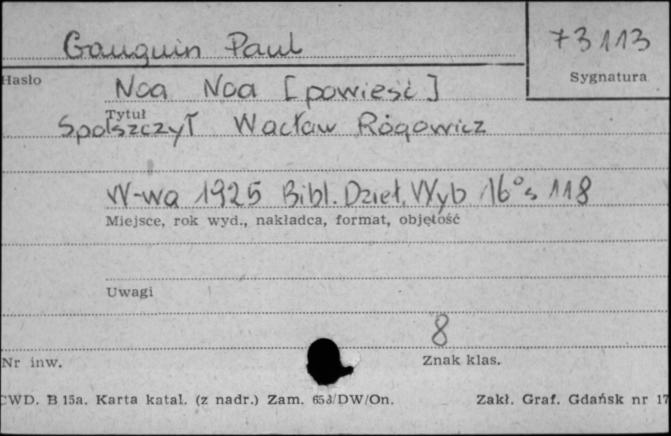 Gauguin Paul
73113
Hasło
Sygnatura
Noa Noa [powieść]
Tytuł
Spolszczył Wacław Rogowicz
W-wa 1925 Bibl. Dzieł. Wyb 16° s 118
Miejsce, rok wyd., nakładca, format, objętość
Uwagi
8
Nr inw.
Znak klas.
CWD. B 15a. Karta katal. (z nadr.) Zam. 653/DW/On. Zakł. Graf. Gdańsk nr 17